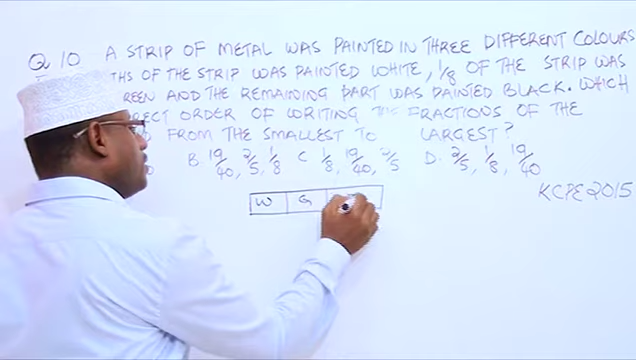 Q 10 A STRIP OF METAL WAS PAINTED IN THREE DIFFERENT COLOURS
OF THE STRIP WAS PAINTED WHITE, 1/8 OF THE STRIP WAS
AND THE REMAINING PART WAS PAINTED BLACK. WHICH
ORDER OF WRITING THE FRACTIONS OF THE
FROM THE SMALLEST TO LARGEST?
B. 19/40, 2/5, 1/8 C 1/8, 19/40, 2/5 D. 2/5, 1/8, 19/40
KCPE 2015
W G